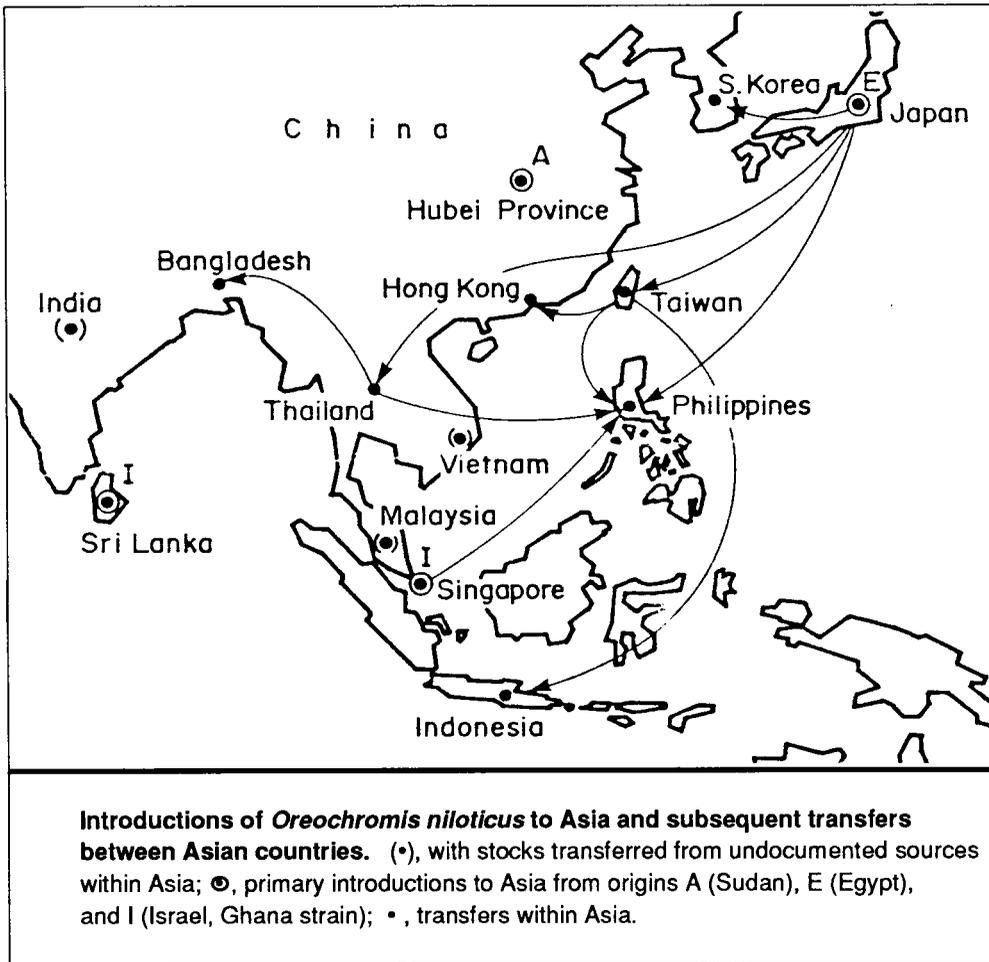 S. Korea
E
Japan
China
A
Hubei Province
Bangladesh
India
(•)
Hong Kong
Taiwan
Thailand
Philippines
(•)
Vietnam
I
Sri Lanka
Malaysia
(•)
I
Singapore
Indonesia
Introductions of Oreochromis niloticus to Asia and subsequent transfers
between Asian countries. (•), with stocks transferred from undocumented sources
within Asia; ⊙, primary introductions to Asia from origins A (Sudan), E (Egypt),
and I (Israel, Ghana strain); •, transfers within Asia.